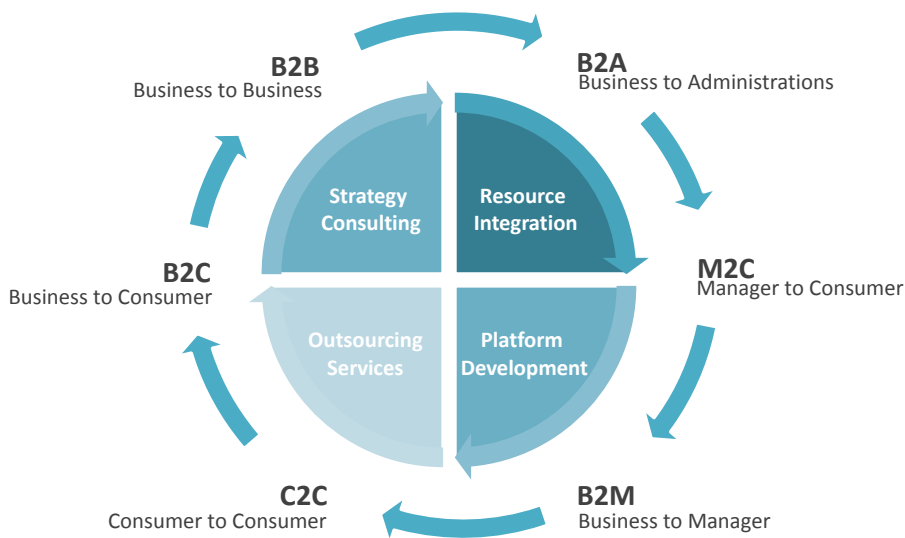 B2B
Business to Business
B2A
Business to Administrations
Strategy
Consulting
Resource
Integration
B2C
Business to Consumer
M2C
Manager to Consumer
Outsourcing
Services
Platform
Development
C2C
Consumer to Consumer
B2M
Business to Manager